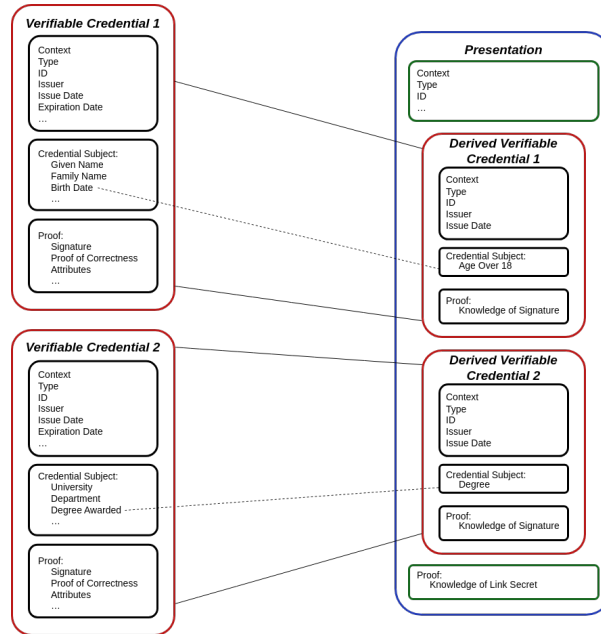 Verifiable Credential 1
Context
Type
ID
Issuer
Issue Date
Expiration Date
…
Credential Subject:
Given Name
Family Name
Birth Date
…
Proof:
Signature
Proof of Correctness
Attributes
…
Verifiable Credential 2
Context
Type
ID
Issuer
Issue Date
Expiration Date
…
Credential Subject:
University
Department
Degree Awarded
…
Proof:
Signature
Proof of Correctness
Attributes
…
Presentation
Context
Type
ID
…
Derived Verifiable
Credential 1
Context
Type
ID
Issuer
Issue Date
Credential Subject:
Age Over 18
Proof:
Knowledge of Signature
Derived Verifiable
Credential 2
Context
Type
ID
Issuer
Issue Date
Credential Subject:
Degree
Proof:
Knowledge of Signature
Proof:
Knowledge of Link Secret